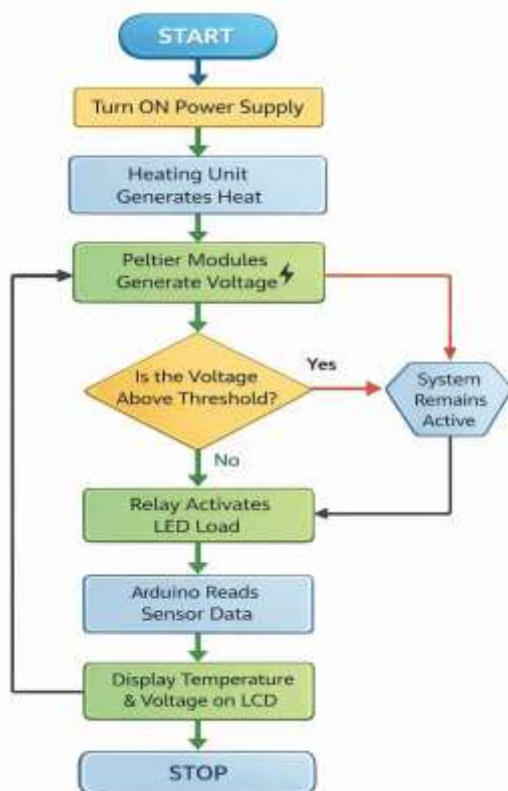 START
Turn ON Power Supply
Heating Unit
Generates Heat
Peltier Modules
Generate Voltage
Is the Voltage
Above Threshold?
Yes
System
Remains
Active
No
Relay Activates
LED Load
Arduino Reads
Sensor Data
Display Temperature
& Voltage on LCD
STOP